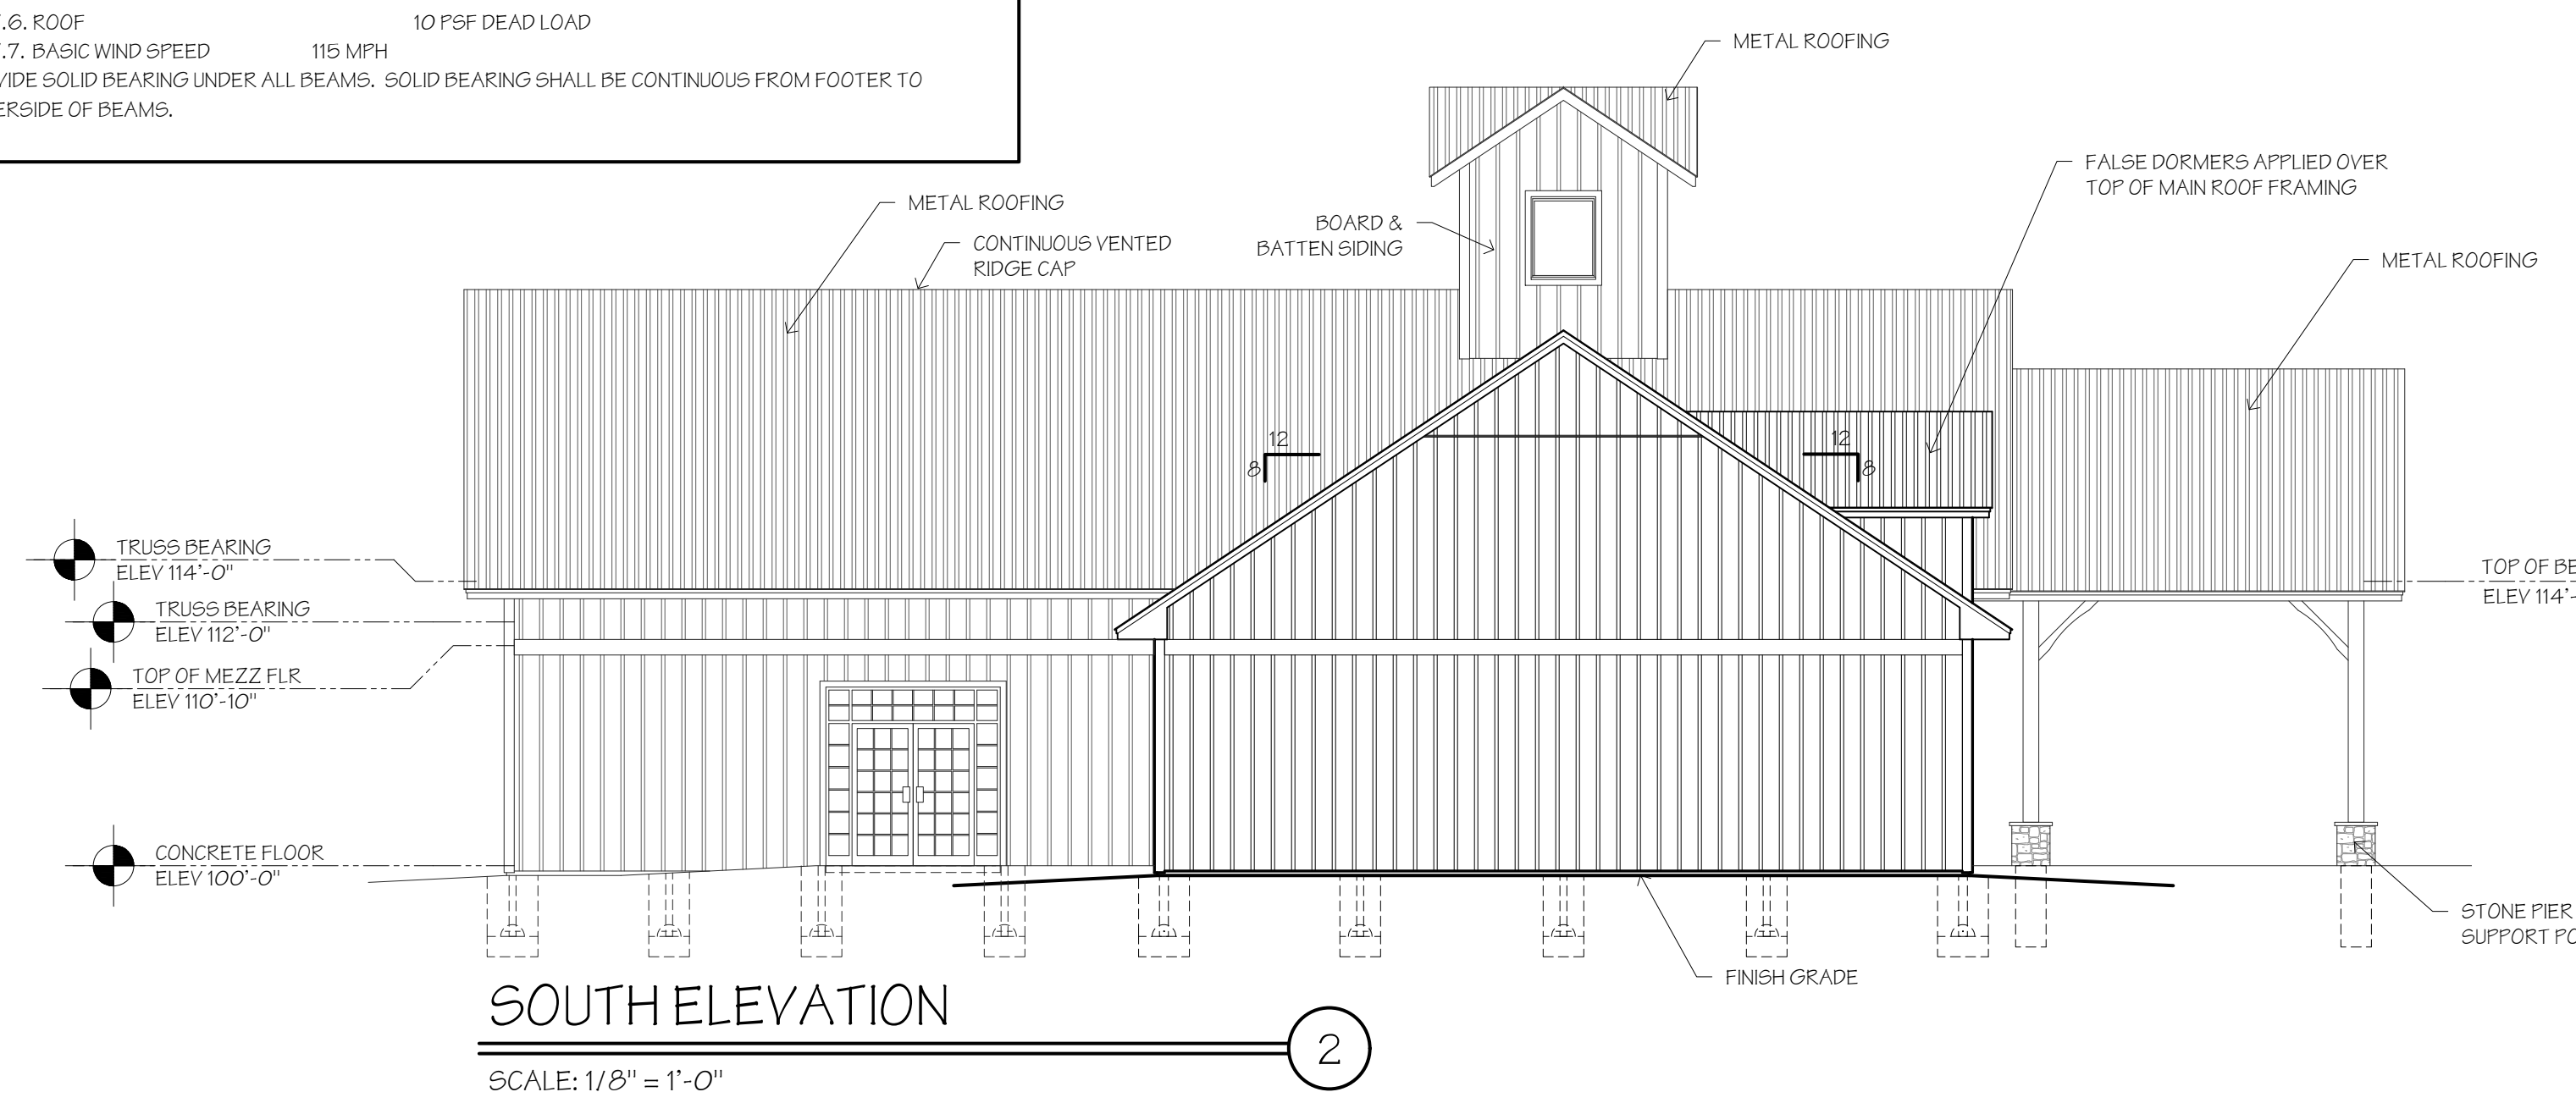 .6. ROOF 10 PSF DEAD LOAD
.7. BASIC WIND SPEED 115 MPH
VIDE SOLID BEARING UNDER ALL BEAMS. SOLID BEARING SHALL BE CONTINUOUS FROM FOOTER TO
ERSIDE OF BEAMS.
METAL ROOFING
FALSE DORMERS APPLIED OVER
TOP OF MAIN ROOF FRAMING
METAL ROOFING
CONTINUOUS VENTED
RIDGE CAP
BOARD &
BATTEN SIDING
METAL ROOFING
12
8
12
8
TRUSS BEARING
ELEV 114'-0"
TRUSS BEARING
ELEV 112'-0"
TOP OF MEZZ FLR
ELEV 110'-10"
CONCRETE FLOOR
ELEV 100'-0"
TOP OF BE
ELEV 114'-
STONE PIER
SUPPORT PO
FINISH GRADE
SOUTH ELEVATION
2
SCALE: 1/8" = 1'-0"